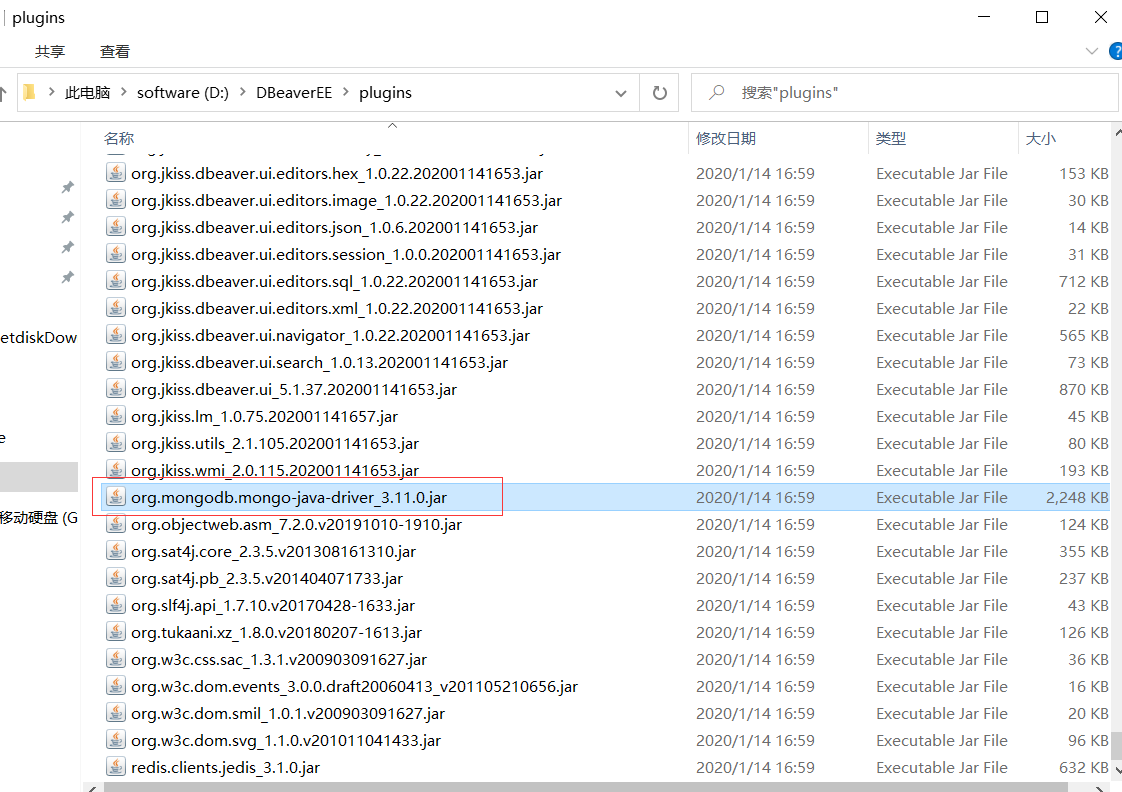 plugins
共享 查看
?
此电脑 software (D:) DBeaverEE plugins 搜索"plugins"
名称 修改日期 类型 大小
org.jkiss.dbeaver.ui.editors.hex_1.0.22.202001141653.jar 2020/1/14 16:59 Executable Jar File 153 KB
org.jkiss.dbeaver.ui.editors.image_1.0.22.202001141653.jar 2020/1/14 16:59 Executable Jar File 30 KB
org.jkiss.dbeaver.ui.editors.json_1.0.6.202001141653.jar 2020/1/14 16:59 Executable Jar File 14 KB
org.jkiss.dbeaver.ui.editors.session_1.0.0.202001141653.jar 2020/1/14 16:59 Executable Jar File 31 KB
org.jkiss.dbeaver.ui.editors.sql_1.0.22.202001141653.jar 2020/1/14 16:59 Executable Jar File 712 KB
org.jkiss.dbeaver.ui.editors.xml_1.0.22.202001141653.jar 2020/1/14 16:59 Executable Jar File 22 KB
etdiskDow org.jkiss.dbeaver.ui.navigator_1.0.22.202001141653.jar 2020/1/14 16:59 Executable Jar File 565 KB
org.jkiss.dbeaver.ui.search_1.0.13.202001141653.jar 2020/1/14 16:59 Executable Jar File 73 KB
org.jkiss.dbeaver.ui_5.1.37.202001141653.jar 2020/1/14 16:59 Executable Jar File 870 KB
org.jkiss.lm_1.0.75.202001141657.jar 2020/1/14 16:59 Executable Jar File 45 KB
e org.jkiss.utils_2.1.105.202001141653.jar 2020/1/14 16:59 Executable Jar File 80 KB
org.jkiss.wmi_2.0.115.202001141653.jar 2020/1/14 16:59 Executable Jar File 193 KB
org.mongodb.mongo-java-driver_3.11.0.jar 2020/1/14 16:59 Executable Jar File 2,248 KB
移动硬盘 (G org.objectweb.asm_7.2.0.v20191010-1910.jar 2020/1/14 16:59 Executable Jar File 124 KB
org.sat4j.core_2.3.5.v201308161310.jar 2020/1/14 16:59 Executable Jar File 355 KB
org.sat4j.pb_2.3.5.v201404071733.jar 2020/1/14 16:59 Executable Jar File 237 KB
org.slf4j.api_1.7.10.v20170428-1633.jar 2020/1/14 16:59 Executable Jar File 43 KB
org.tukaani.xz_1.8.0.v20180207-1613.jar 2020/1/14 16:59 Executable Jar File 126 KB
org.w3c.css.sac_1.3.1.v200903091627.jar 2020/1/14 16:59 Executable Jar File 36 KB
org.w3c.dom.events_3.0.0.draft20060413_v201105210656.jar 2020/1/14 16:59 Executable Jar File 16 KB
org.w3c.dom.smil_1.0.1.v200903091627.jar 2020/1/14 16:59 Executable Jar File 20 KB
org.w3c.dom.svg_1.1.0.v201011041433.jar 2020/1/14 16:59 Executable Jar File 96 KB
redis.clients.jedis_3.1.0.jar 2020/1/14 16:59 Executable Jar File 632 KB